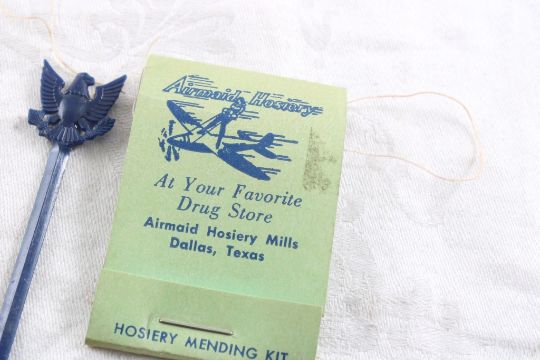 Airmaid Hosiery
At Your Favorite
Drug Store
Airmaid Hosiery Mills
Dallas, Texas
HOSIERY MENDING KIT